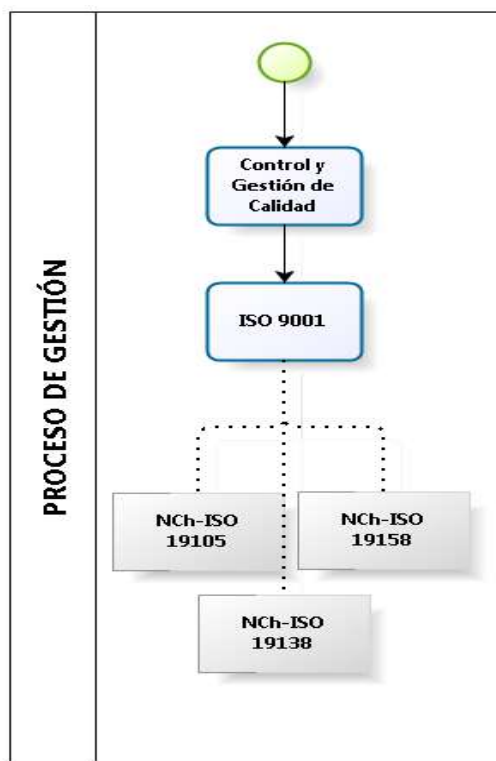 PROCESO DE GESTIÓN
Control y
Gestión de
Calidad
ISO 9001
NCh-ISO
19105
NCh-ISO
19158
NCh-ISO
19138